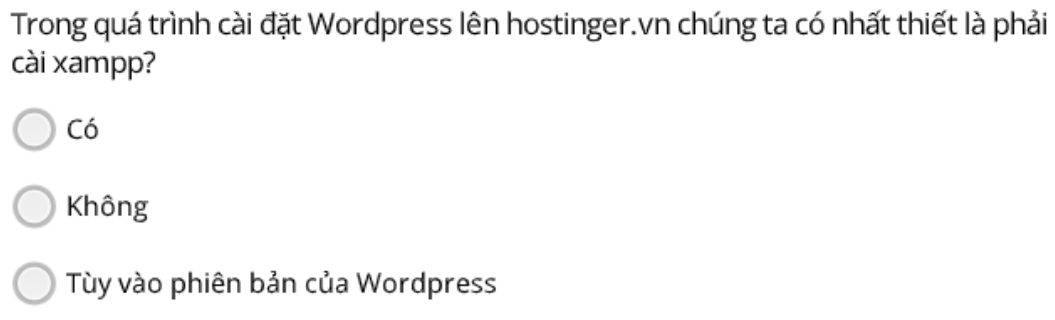 Trong quá trình cài đặt Wordpress lên hostinger.vn chúng ta có nhất thiết là phải
cài xampp?
Có
Không
Tùy vào phiên bản của Wordpress